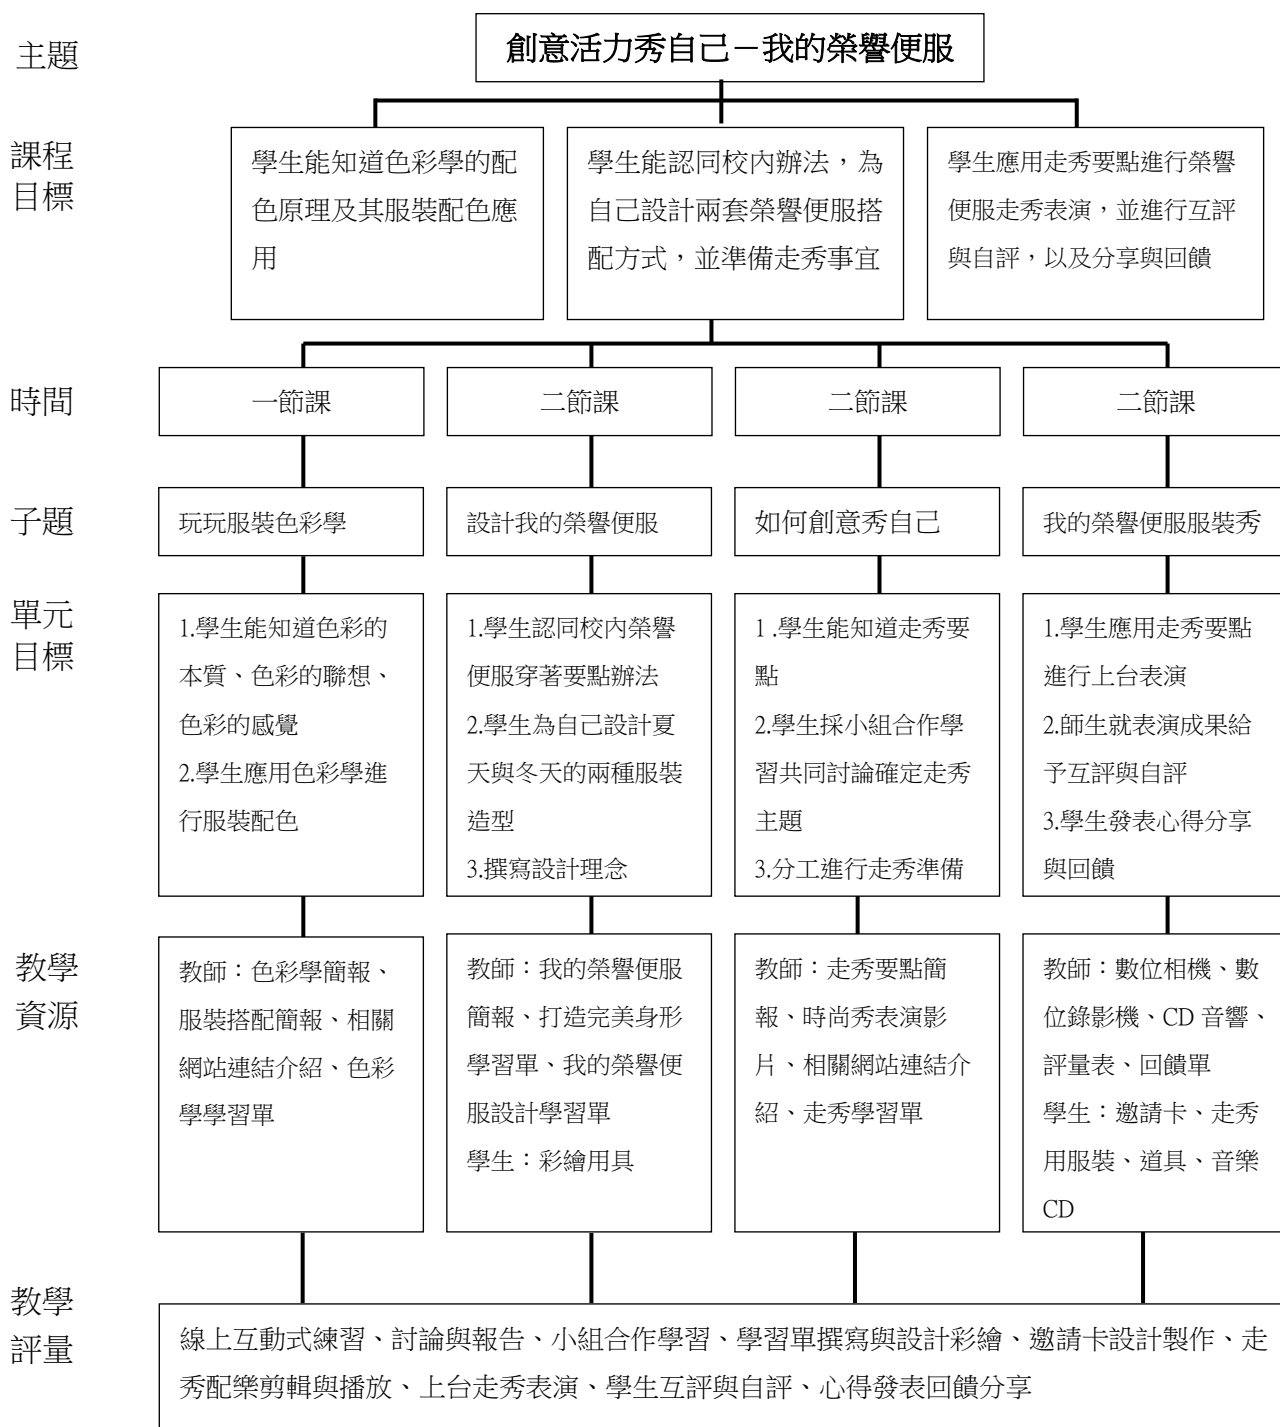 主題
創意活力秀自己－我的榮譽便服
課程
目標
學生能知道色彩學的配
色原理及其服裝配色應
用
學生能認同校內辦法，為
自己設計兩套榮譽便服搭
配方式，並準備走秀事宜
學生應用走秀要點進行榮譽
便服走秀表演，並進行互評
與自評，以及分享與回饋
時間
一節課
二節課
二節課
二節課
子題
玩玩服裝色彩學
設計我的榮譽便服
如何創意秀自己
我的榮譽便服服裝秀
單元
目標
1.學生能知道色彩的
本質、色彩的聯想、
色彩的感覺
2.學生應用色彩學進
行服裝配色
1.學生認同校內榮譽
便服穿著要點辦法
2.學生為自己設計夏
天與冬天的兩種服裝
造型
3.撰寫設計理念
1 .學生能知道走秀要
點
2.學生採小組合作學
習共同討論確定走秀
主題
3.分工進行走秀準備
1.學生應用走秀要點
進行上台表演
2.師生就表演成果給
予互評與自評
3.學生發表心得分享
與回饋
教學
資源
教師：色彩學簡報、
服裝搭配簡報、相關
網站連結介紹、色彩
學學習單
教師：我的榮譽便服
簡報、打造完美身形
學習單、我的榮譽便
服設計學習單
學生：彩繪用具
教師：走秀要點簡
報、時尚秀表演影
片、相關網站連結介
紹、走秀學習單
教師：數位相機、數
位錄影機、CD 音響、
評量表、回饋單
學生：邀請卡、走秀
用服裝、道具、音樂
CD
教學
評量
線上互動式練習、討論與報告、小組合作學習、學習單撰寫與設計彩繪、邀請卡設計製作、走
秀配樂剪輯與播放、上台走秀表演、學生互評與自評、心得發表回饋分享